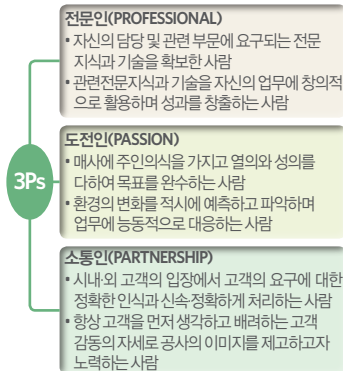 전문인(PROFESSIONAL)
• 자신의 담당 및 관련 부문에 요구되는 전문
지식과 기술을 확보한 사람
• 관련전문지식과 기술을 자신의 업무에 창의적
으로 활용하며 성과를 창출하는 사람
3Ps
도전인(PASSION)
• 매사에 주인의식을 가지고 열의와 성의를
다하여 목표를 완수하는 사람
• 환경의 변화를 적시에 예측하고 파악하며
업무에 능동적으로 대응하는 사람
소통인(PARTNERSHIP)
• 시내·외 고객의 입장에서 고객의 요구에 대한
정확한 인식과 신속·정확하게 처리하는 사람
• 항상 고객을 먼저 생각하고 배려하는 고객
감동의 자세로 공사의 이미지를 제고하고자
노력하는 사람